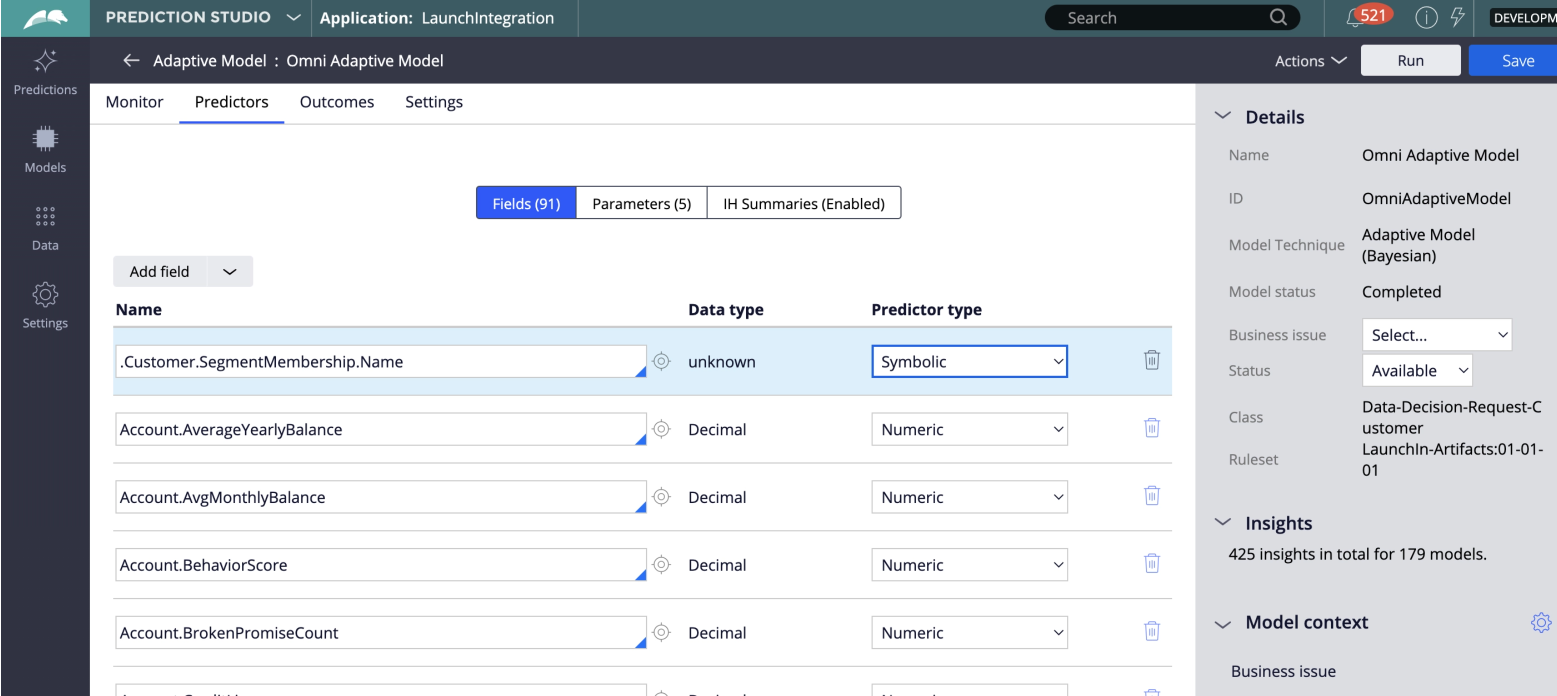 PREDICTION STUDIO
Application: LaunchIntegration
Search
521
DEVELOPM
Predictions
Models
Data
Settings
Adaptive Model : Omni Adaptive Model
Actions
Run
Save
Monitor
Predictors
Outcomes
Settings
Fields (91)
Parameters (5)
IH Summaries (Enabled)
Add field
Name Data type Predictor type
.Customer.SegmentMembership.Name unknown Symbolic
Account.AverageYearlyBalance Decimal Numeric
Account.AvgMonthlyBalance Decimal Numeric
Account.BehaviorScore Decimal Numeric
Account.BrokenPromiseCount Decimal Numeric
Details
Name Omni Adaptive Model
ID OmniAdaptiveModel
Model Technique Adaptive Model
(Bayesian)
Model status Completed
Business issue Select...
Status Available
Class Data-Decision-Request-C
ustomer
Ruleset LaunchIn-Artifacts:01-01-
01
Insights
425 insights in total for 179 models.
Model context
Business issue